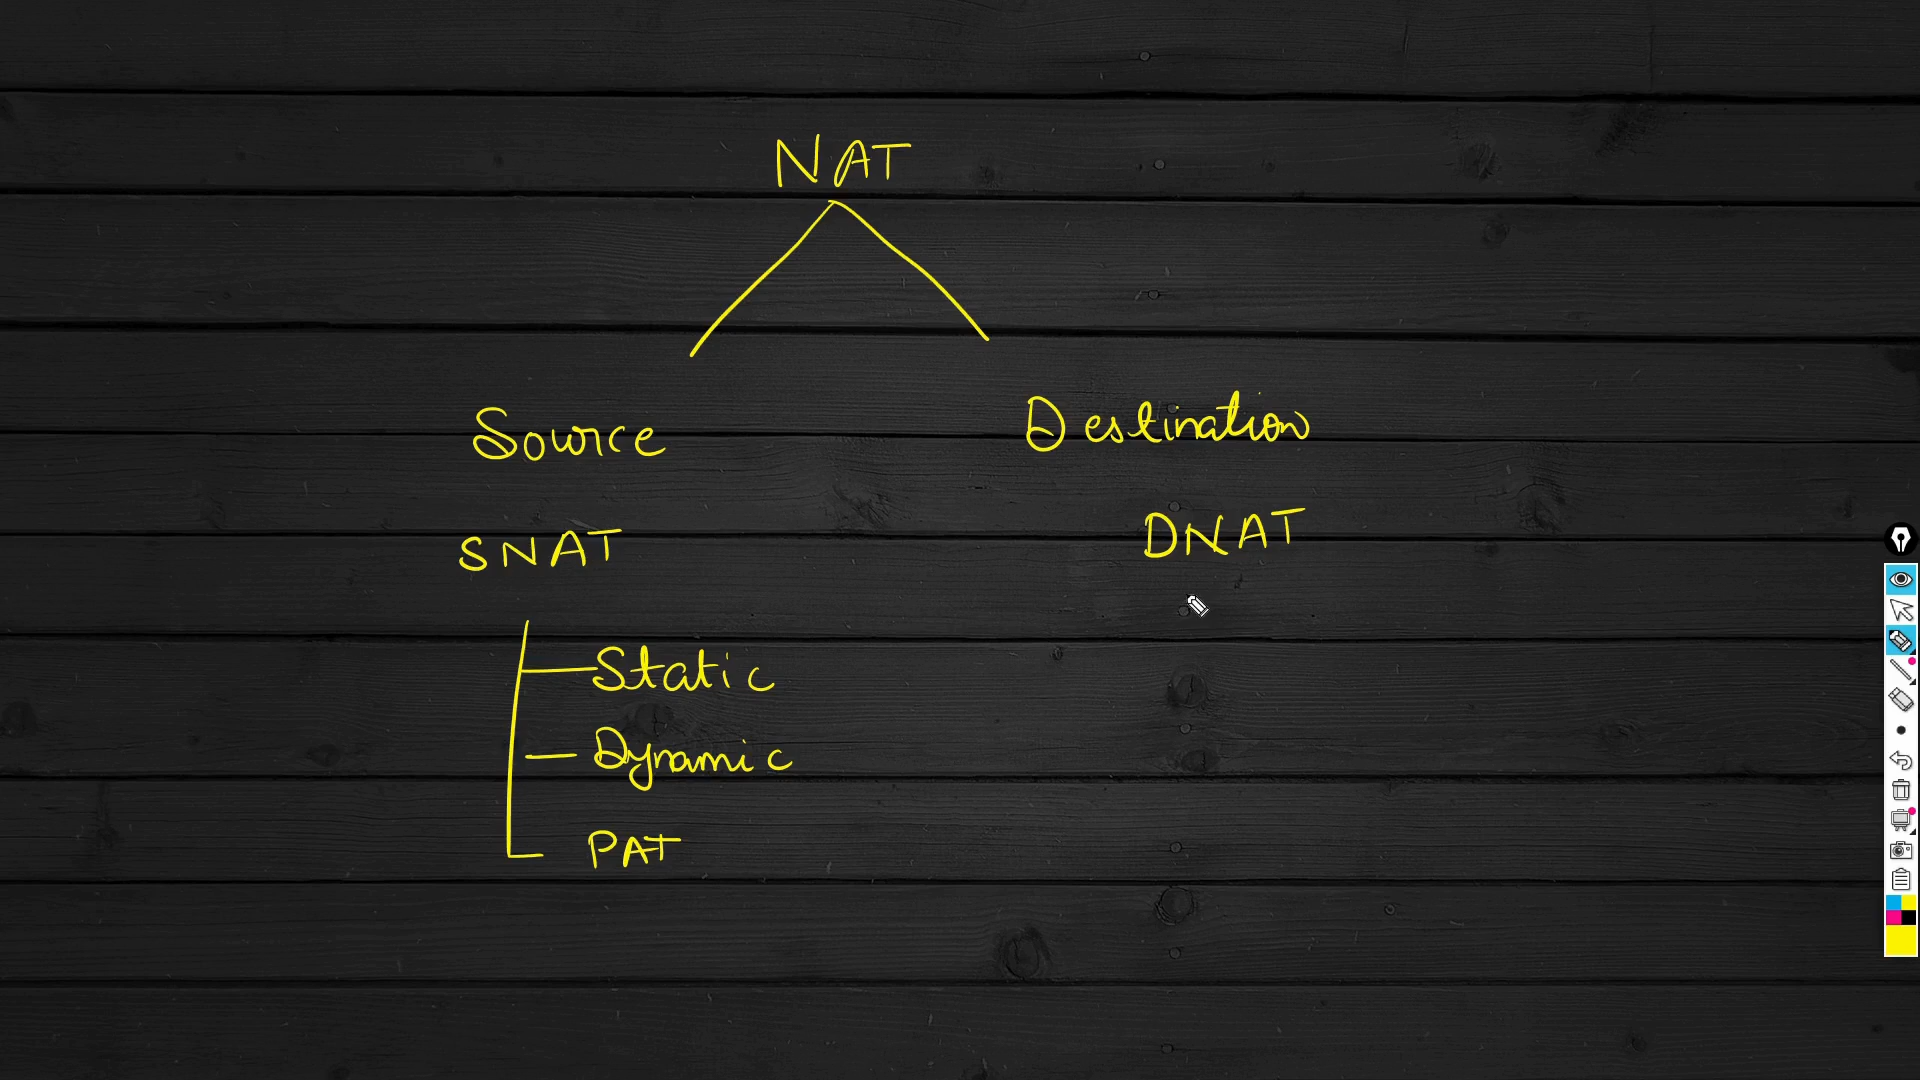 NAT
Source
Destination
SNAT
DNAT
Static
Dynamic
PAT